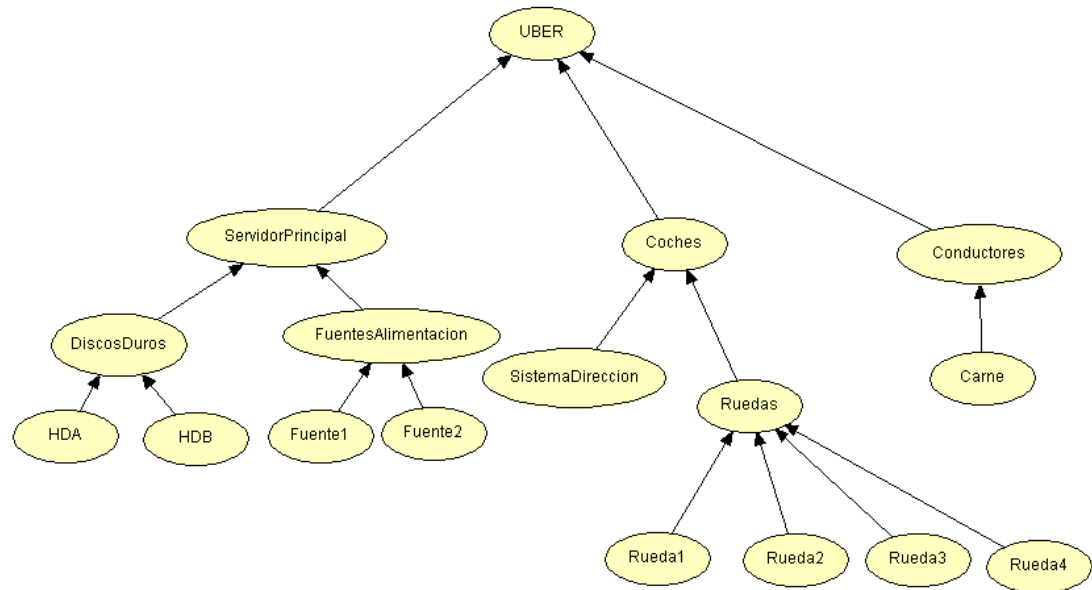 UBER
ServidorPrincipal
Coches
Conductores
DiscosDuros
FuentesAlimentacion
SistemaDireccion
Carne
Ruedas
HDA
HDB
Fuente1
Fuente2
Rueda1
Rueda2
Rueda3
Rueda4